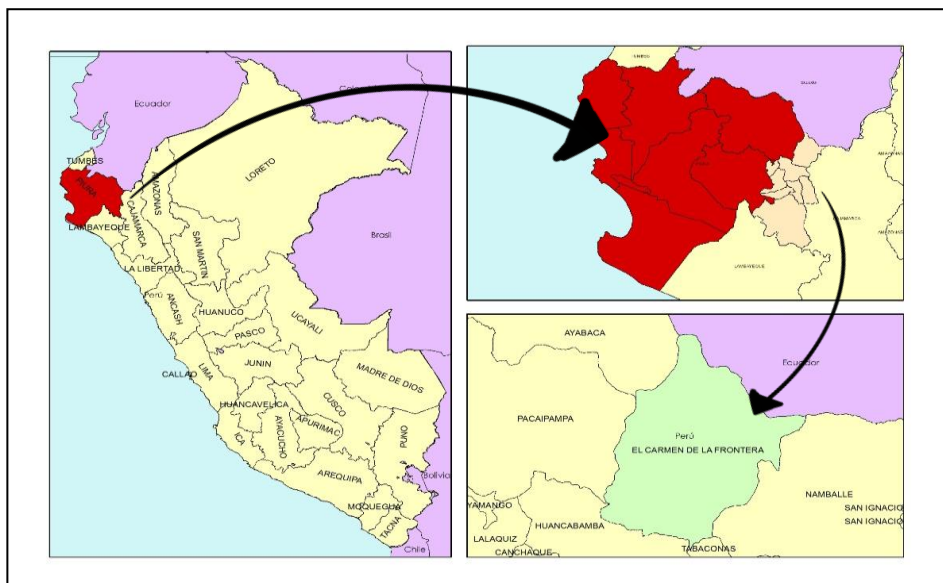 Ecuador
TUMBES
PIURA
LORETO
AMAZONAS
CAJAMARCA
LAMBAYEQUE
SAN MARTIN
Brasil
LA LIBERTAD
Perú
ANCASH
HUANUCO
UCAYALI
PASCO
JUNIN
CALLAO
LIMA
MADRE DE DIOS
CUSCO
HUANCAVELICA
APURIMAC
ICA
AYACUCHO
PUNO
AREQUIPA
Bolivia
MOQUEGUA
TACNA
Chile
LAMBAYEQUE
AYABACA
Ecuador
PACAIPAMPA
Perú
EL CARMEN DE LA FRONTERA
NAMBALLE
YAMANGO
SAN IGNACIO
HUANCABAMBA
SAN IGNACIO
LALAQUIZ
CANCHAQUE
TABACONAS